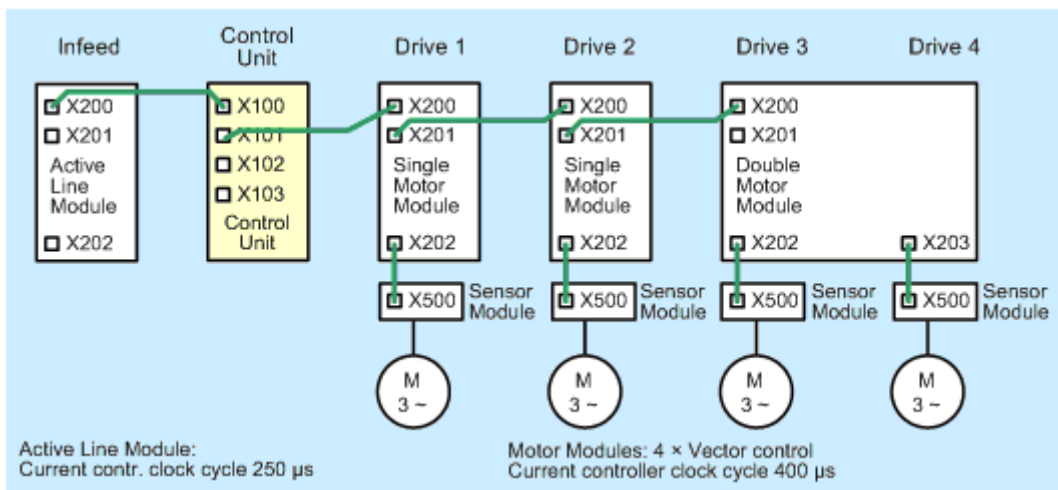 Infeed
Control
Unit
Drive 1
Drive 2
Drive 3
Drive 4
X200
X201
Active
Line
Module
X202
X100
X101
X102
X103
Control
Unit
X200
X201
Single
Motor
Module
X202
X200
X201
Single
Motor
Module
X202
X200
X201
Double
Motor
Module
X202
X203
X500
Sensor
Module
X500
Sensor
Module
X500
Sensor
Module
X500
Sensor
Module
M
3 ~
M
3 ~
M
3 ~
M
3 ~
Active Line Module:
Current contr. clock cycle 250 µs
Motor Modules: 4 × Vector control
Current controller clock cycle 400 µs